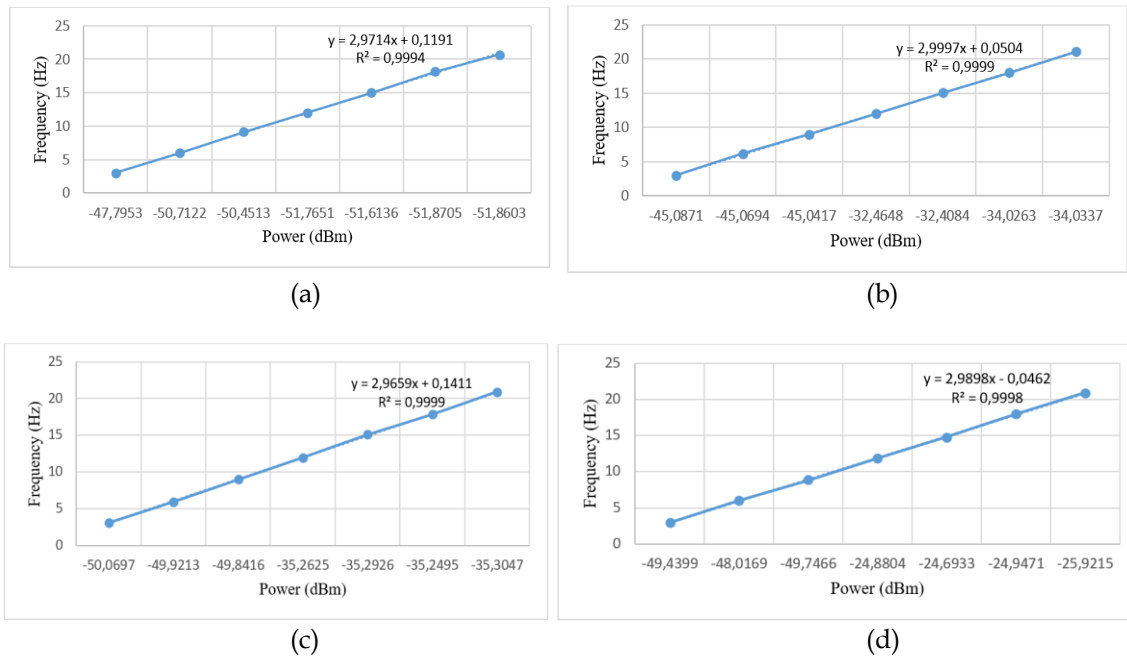 25
20
15
10
5
0
Frequency (Hz)
y = 2,9714x + 0,1191
R² = 0,9994
-47,7953 -50,7122 -50,4513 -51,7651 -51,6136 -51,8705 -51,8603
Power (dBm)
(a)
25
20
15
10
5
0
Frequency (Hz)
y = 2,9997x + 0,0504
R² = 0,9999
-45,0871 -45,0694 -45,0417 -32,4648 -32,4084 -34,0263 -34,0337
Power (dBm)
(b)
25
20
15
10
5
0
Frequency (Hz)
y = 2,9659x + 0,1411
R² = 0,9999
-50,0697 -49,9213 -49,8416 -35,2625 -35,2926 -35,2495 -35,3047
Power (dBm)
(c)
25
20
15
10
5
0
Frequency (Hz)
y = 2,9898x - 0,0462
R² = 0,9998
-49,4399 -48,0169 -49,7466 -24,8804 -24,6933 -24,9471 -25,9215
Power (dBm)
(d)